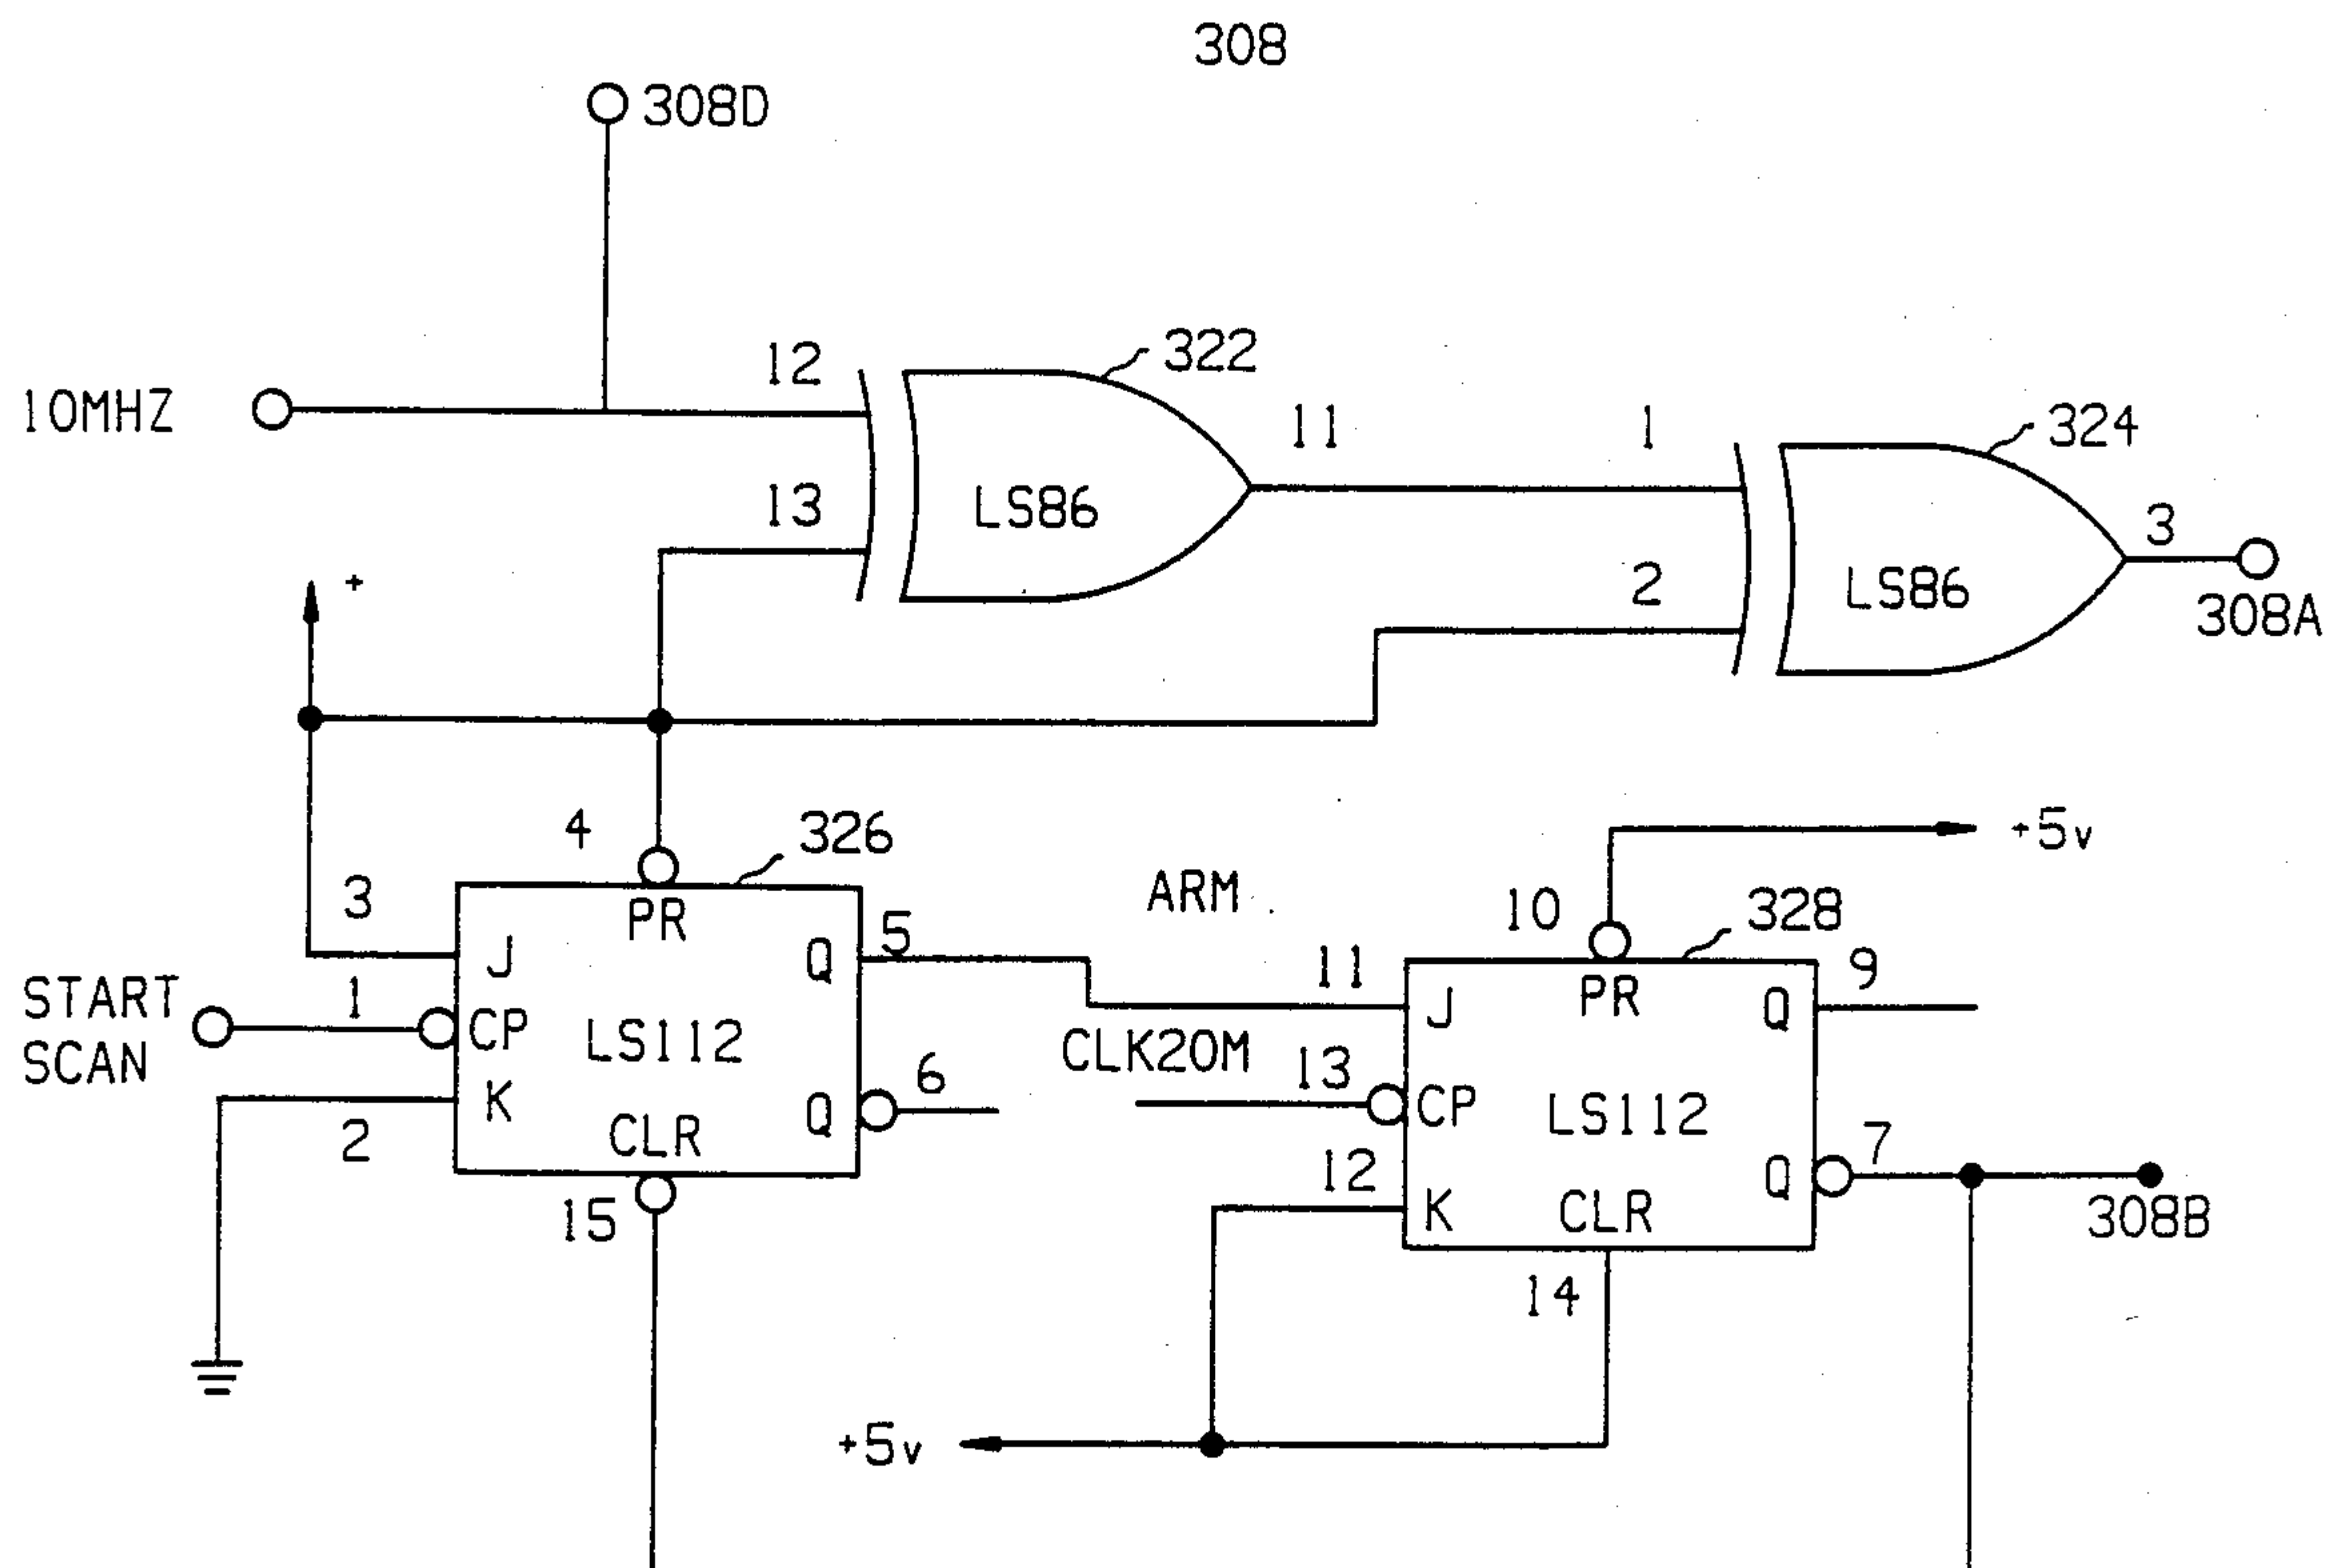 308
308D
10MHZ
12
13
322
LS86
11
1
2
324
LS86
3
308A
+
4
326
3
J
PR
Q
5
START
SCAN
1
CP
LS112
K
2
CLR
Q
6
15
ARM
CLK20M
+5v
10
328
11
J
PR
Q
9
13
CP
LS112
12
K
CLR
Q
7
308B
14
+5v